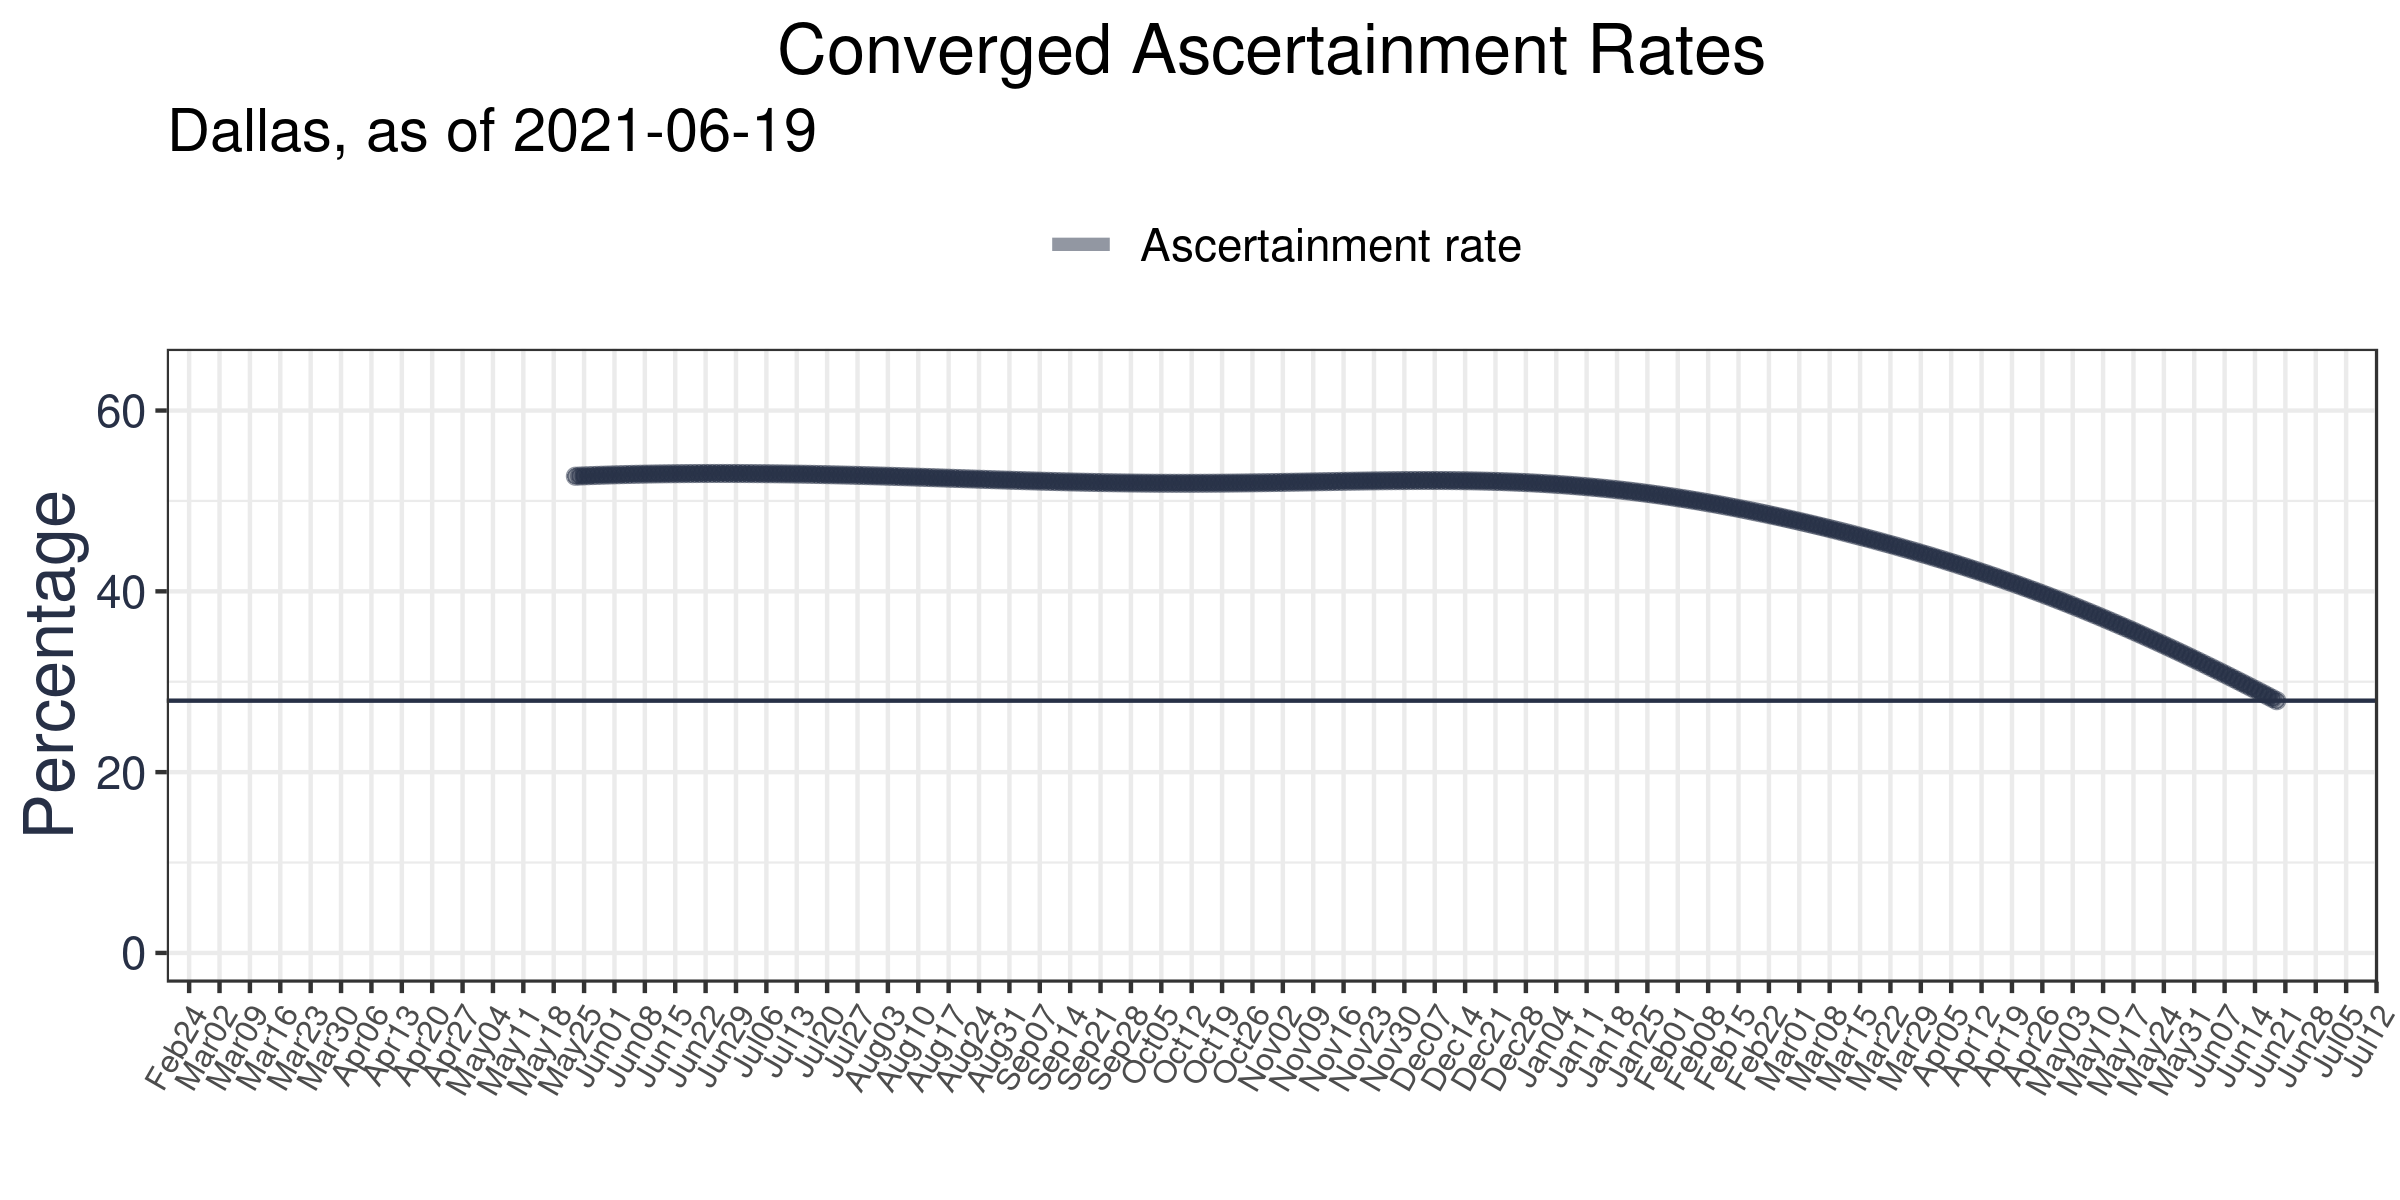 Converged Ascertainment Rates
Dallas, as of 2021-06-19
Ascertainment rate
Percentage
60
40
20
0
Feb24
Mar02
Mar09
Mar16
Mar23
Mar30
Apr06
Apr13
Apr20
Apr27
May04
May11
May18
May25
Jun01
Jun08
Jun15
Jun22
Jun29
Jul06
Jul13
Jul20
Jul27
Aug03
Aug10
Aug17
Aug24
Aug31
Sep07
Sep14
Sep21
Sep28
Oct05
Oct12
Oct19
Oct26
Nov02
Nov09
Nov16
Nov23
Nov30
Dec07
Dec14
Dec21
Dec28
Jan04
Jan11
Jan18
Jan25
Feb01
Feb08
Feb15
Feb22
Mar01
Mar08
Mar15
Mar22
Mar29
Apr05
Apr12
Apr19
Apr26
May03
May10
May17
May24
May31
Jun07
Jun14
Jun21
Jun28
Jul05
Jul12